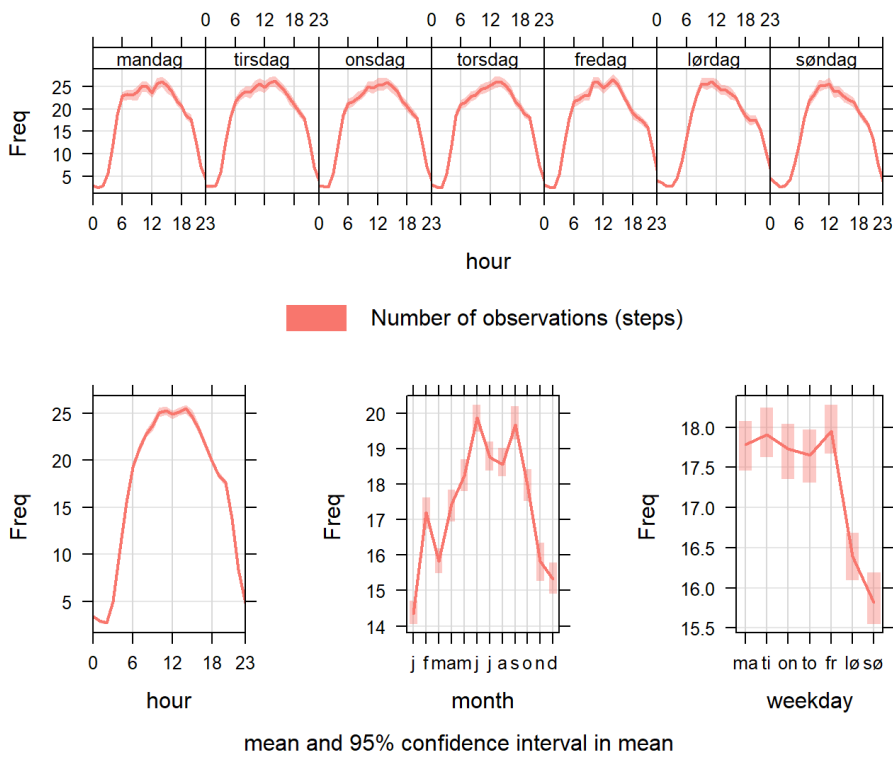 0 6 12 18 23 0 6 12 18 23 0 6 12 18 23
mandag tirsdag onsdag torsdag fredag lørdag søndag
25
20
15
10
5
Freq
0 6 12 18 23 0 6 12 18 23 0 6 12 18 23 0 6 12 18 23
hour
Number of observations (steps)
25
20
15
10
5
Freq
0 6 12 18 23
hour
20
19
18
17
16
15
14
Freq
j f m a m j j a s o n d
month
18.0
17.5
17.0
16.5
16.0
15.5
Freq
ma ti on to fr lø sø
weekday
mean and 95% confidence interval in mean